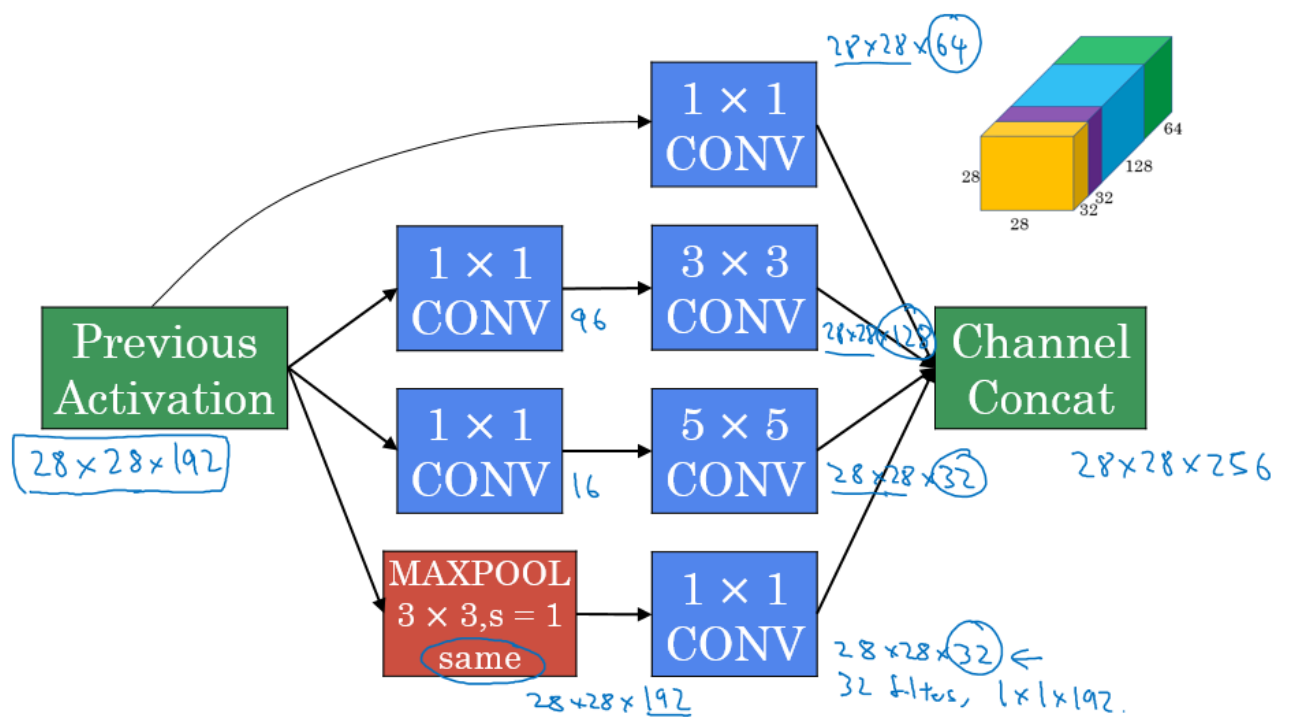 28×28×64
1 × 1
CONV
28
28
32
32
128
64
1 × 1
CONV
96
3 × 3
CONV
28×28×128
Previous
Activation
28×28×192
Channel
Concat
28×28×256
1 × 1
CONV
16
5 × 5
CONV
28×28×32
MAXPOOL
3 × 3,s = 1
same
28×28×192
1 × 1
CONV
28×28×32 ←
32 filters, 1×1×192.